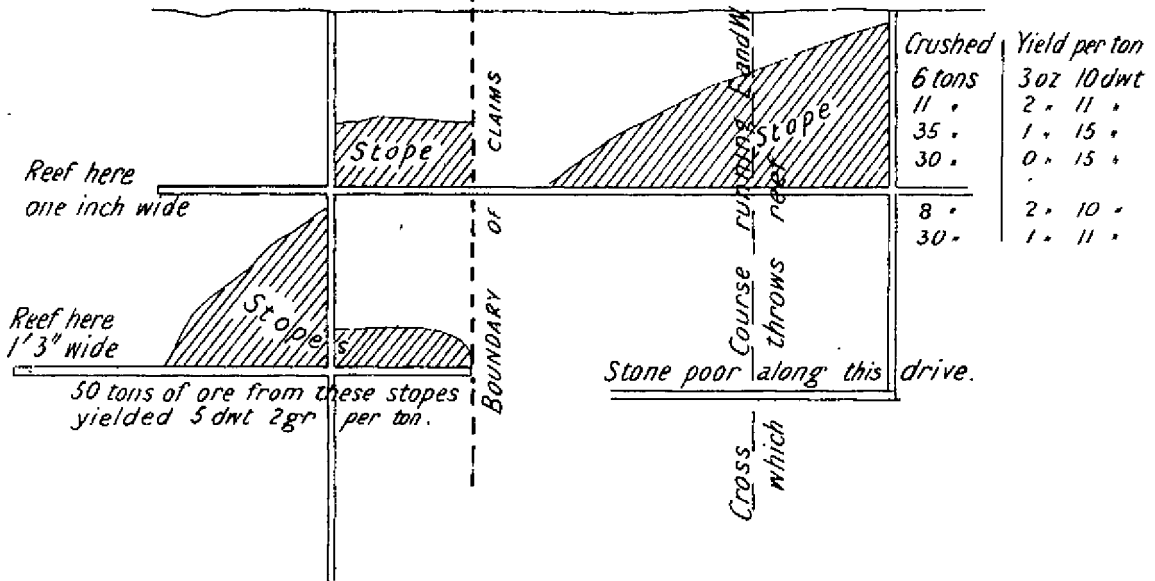 Crushed Yield per ton
6 tons 3 oz 10 dwt
11 " 2 " 11 "
35 " 1 " 15 "
30 " 0 " 15 "
8 " 2 " 10 "
30 " 1 " 11 "
Stope
Stope
Reef here
one inch wide
Stopes
Reef here
1'3" wide
50 tons of ore from these stopes
yielded 5 dwt 2gr per ton.
BOUNDARY OF CLAIMS
Cross Course running E and W
which throws reef
Stone poor along this drive.